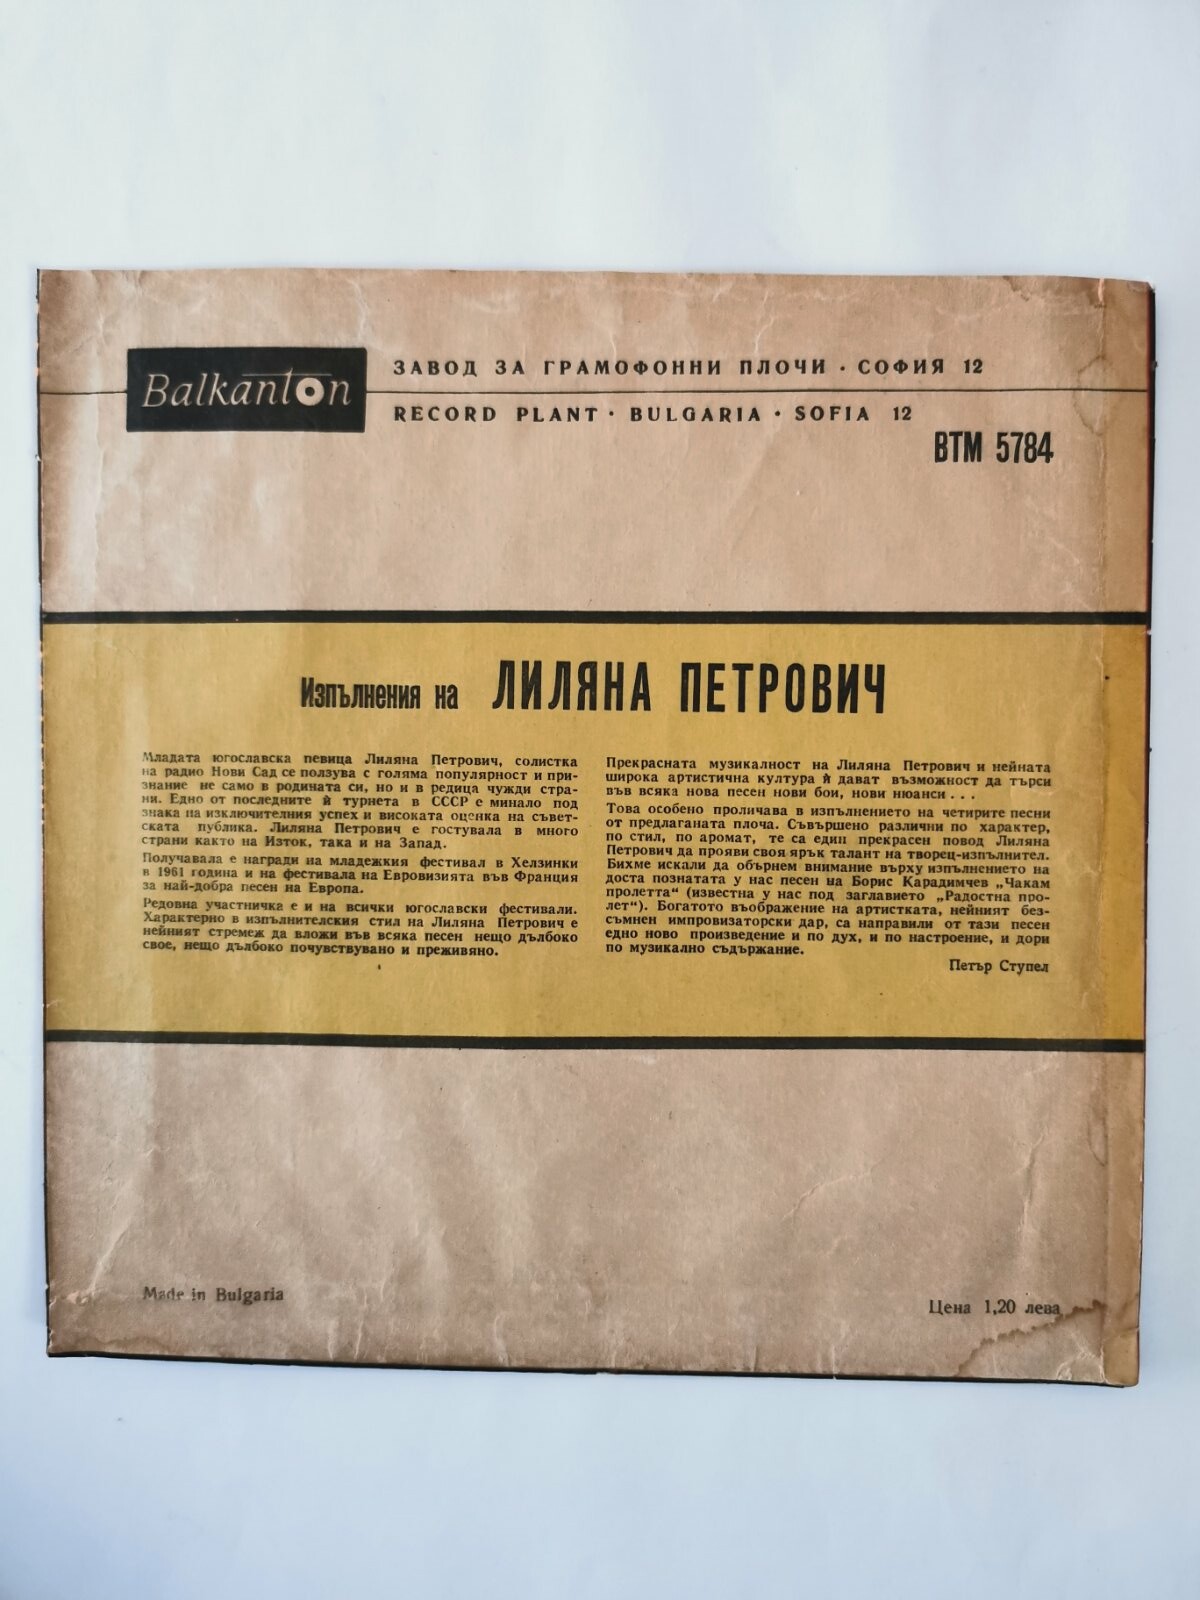 Balkanton
ЗАВОД ЗА ГРАМОФОННИ ПЛОЧИ · СОФИЯ 12
RECORD PLANT · BULGARIA · SOFIA 12
ВТМ 5784
Изпълнения на ЛИЛЯНА ПЕТРОВИЧ
Младата югославска певица Лиляна Петрович, солистка
на радио Нови Сад се ползува с голяма популярност и приз-
знание не само в родината си, но и в редица чужди стра-
ни. Едно от последните ѝ турнета в СССР е минало под
знака на изключителния успех и високата оценка на съвет-
ската публика. Лиляна Петрович е гостувала в много
страни както на Изток, така и на Запад.
Получавала е награди на младежкия фестивал в Хелзинки
в 1961 година и на фестивала на Евровизията във Франция
за най-добра песен на Европа.
Редовна участничка е и на всички югославски фестивали.
Характерно в изпълнителския стил на Лиляна Петрович е
нейният стремеж да вложи във всяка песен нещо дълбоко
свое, нещо дълбоко почувствувано и преживяно.
Прекрасната музикалност на Лиляна Петрович и нейната
широка артистична култура ѝ дават възможност да търси
във всяка нова песен нови бои, нови нюанси . . .
Това особено проличава в изпълнението на четирите песни
от предлаганата плоча. Съвършено различни по характер,
по стил, по аромат, те са един прекрасен повод Лиляна
Петрович да прояви своя ярък талант на творец-изпълнител.
Бихме искали да обърнем внимание върху изпълнението на
доста познатата у нас песен на Борис Карадимчев „Чакам
пролетта“ (известна у нас под заглавието „Радостна про-
лет“). Богатото въображение на артистката, нейният без-
съмнен импровизаторски дар, са направили от тази песен
едно ново произведение и по дух, и по настроение, и дори
по музикално съдържание.
Петър Ступел
Made in Bulgaria
Цена 1,20 лева